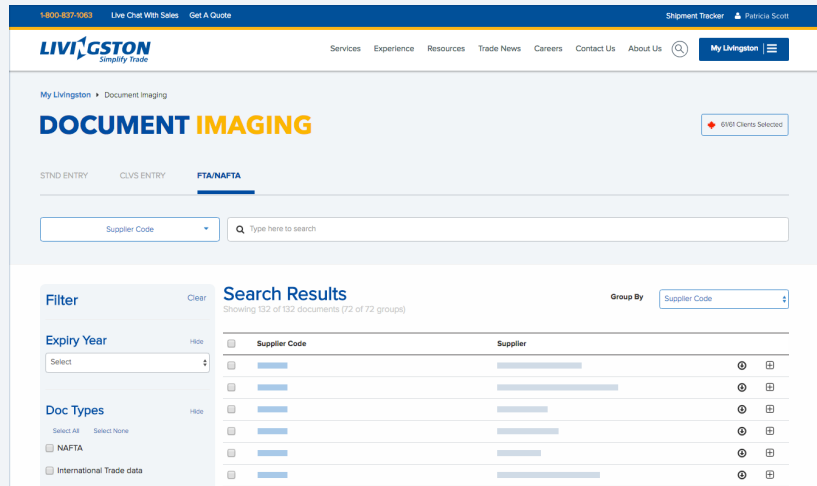 1-800-837-1063 Live Chat With Sales Get A Quote Shipment Tracker Patricia Scott
LIVINGSTON
Simplify Trade
Services Experience Resources Trade News Careers Contact Us About Us My Livingston
My Livingston Document Imaging
DOCUMENT IMAGING
61/61 Clients Selected
STND ENTRY CLVS ENTRY FTA/NAFTA
Supplier Code Type here to search
Filter Clear
Search Results
Showing 132 of 132 documents (72 of 72 groups)
Group By Supplier Code
Expiry Year Hide
Select
Supplier Code Supplier
Doc Types Hide
Select All Select None
NAFTA
International Trade data